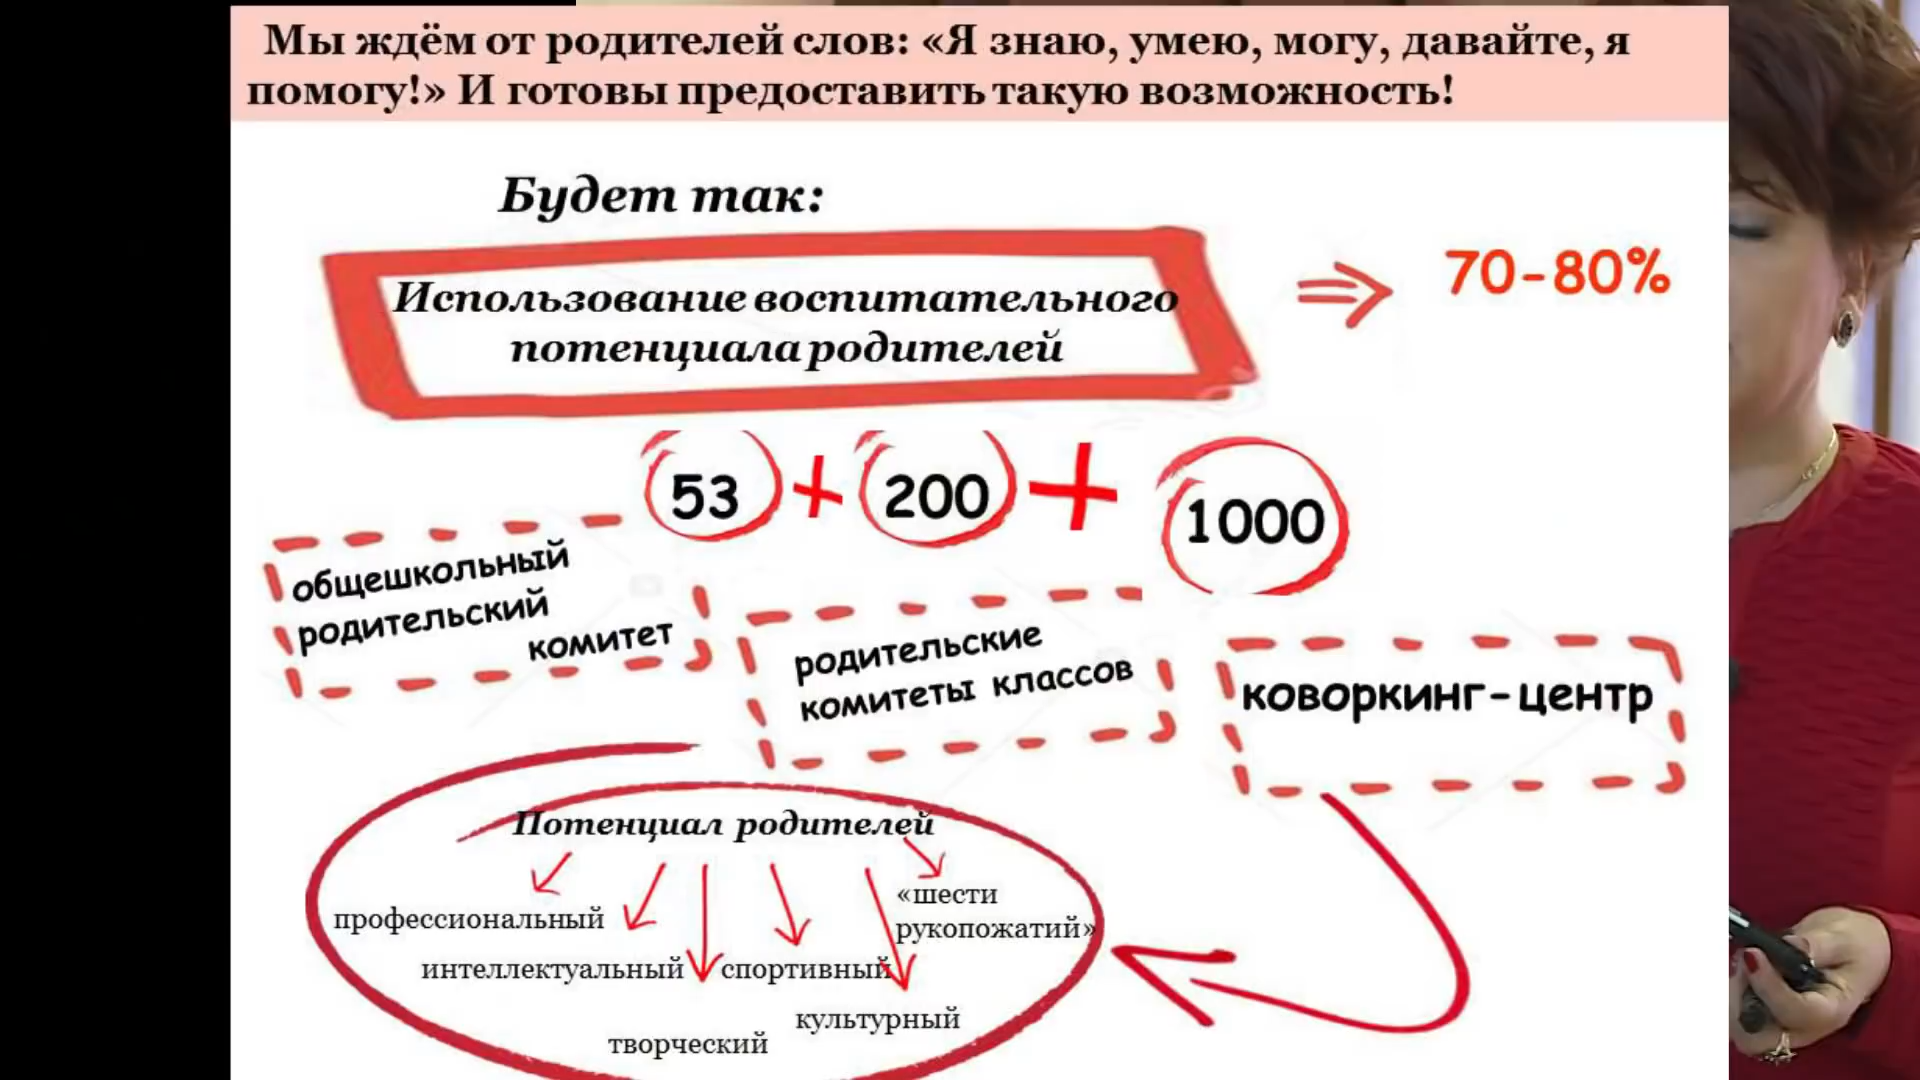 Мы ждём от родителей слов: «Я знаю, умею, могу, давайте, я
помогу!» И готовы предоставить такую возможность!
Будет так:
Использование воспитательного
потенциала родителей
70-80%
53 + 200 + 1000
общешкольный
родительский
комитет
родительские
комитеты классов
коворкинг-центр
Потенциал родителей
профессиональный
интеллектуальный
творческий
спортивный
культурный
«шести
рукопожатий»